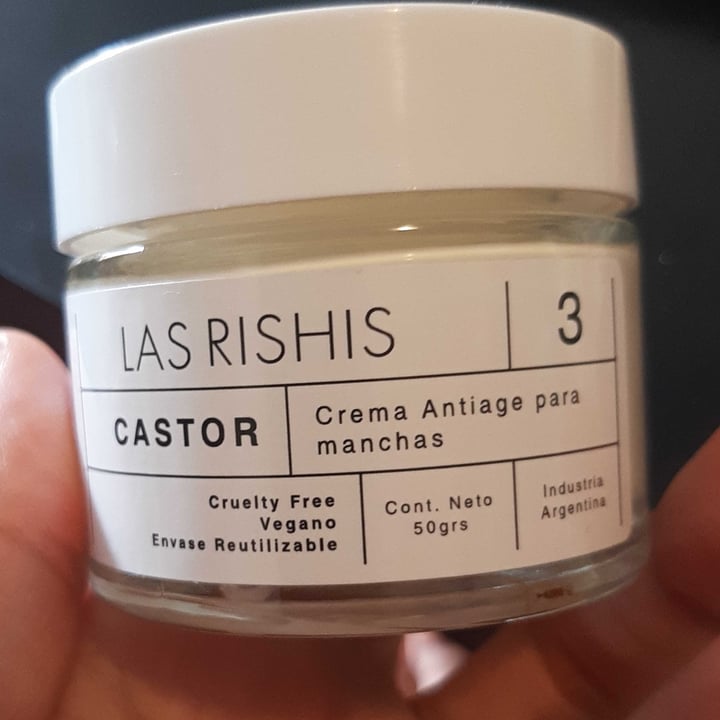 LAS RISHIS
3
CASTOR
Crema Antiage para
manchas
Cruelty Free
Vegano
Envase Reutilizable
Cont. Neto
50grs
Industria
Argentina